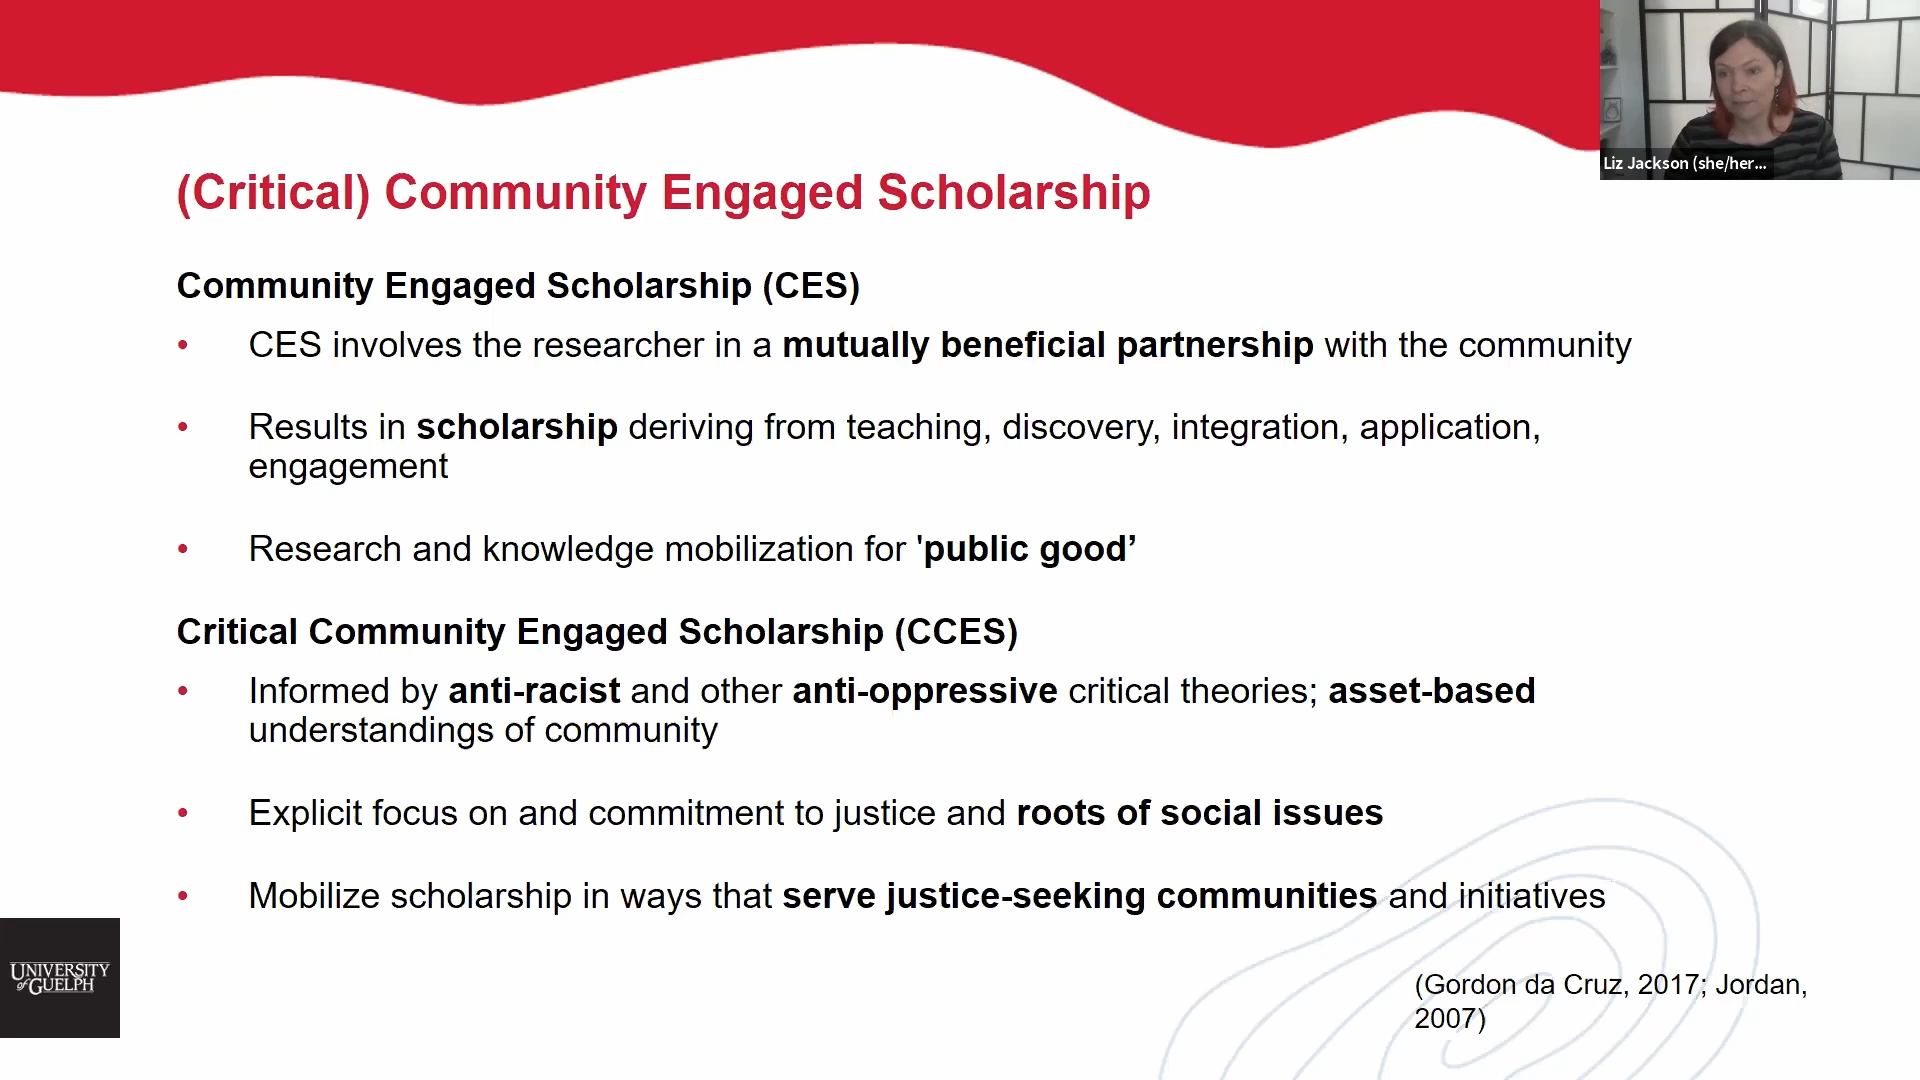 Liz Jackson (she/her...
(Critical) Community Engaged Scholarship
Community Engaged Scholarship (CES)
• CES involves the researcher in a mutually beneficial partnership with the community
• Results in scholarship deriving from teaching, discovery, integration, application,
engagement
• Research and knowledge mobilization for 'public good’
Critical Community Engaged Scholarship (CCES)
• Informed by anti-racist and other anti-oppressive critical theories; asset-based
understandings of community
• Explicit focus on and commitment to justice and roots of social issues
• Mobilize scholarship in ways that serve justice-seeking communities and initiatives
UNIVERSITY
of GUELPH
(Gordon da Cruz, 2017; Jordan,
2007)